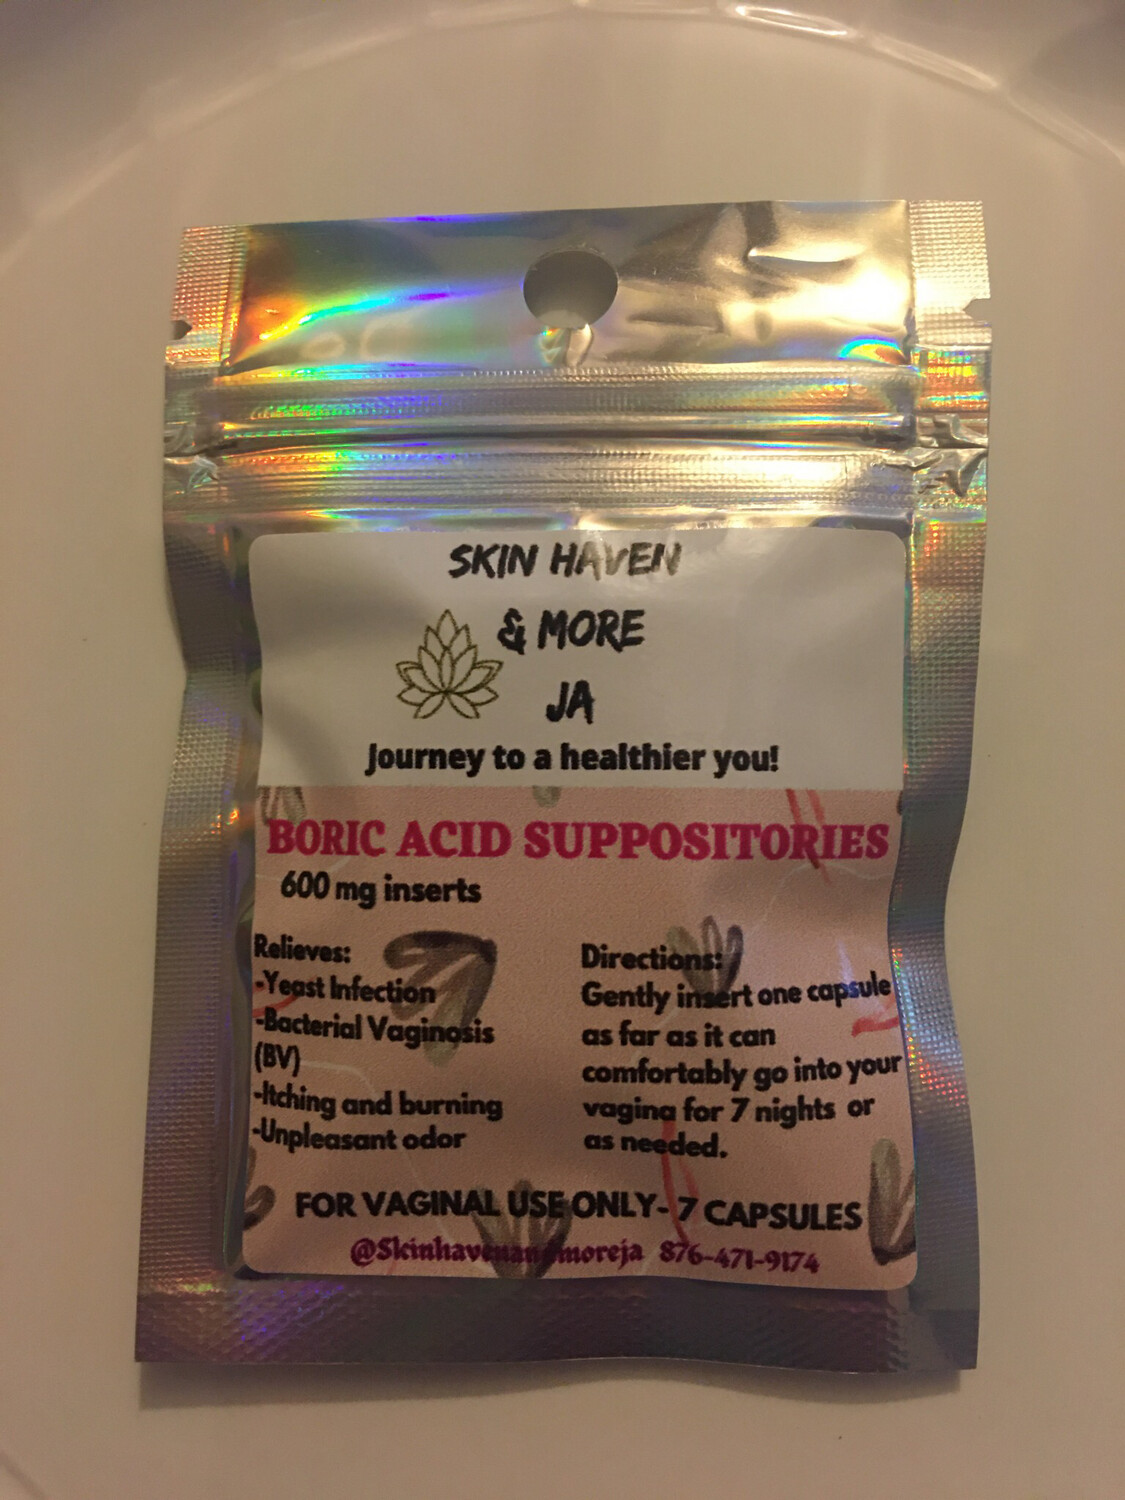 SKIN HAVEN
& MORE
JA
Journey to a healthier you!
BORIC ACID SUPPOSITORIES
600 mg inserts
Relieves:
-Yeast Infection
-Bacterial Vaginosis
(BV)
-Itching and burning
-Unpleasant odor
Directions:
Gently insert one capsule
as far as it can
comfortably go into your
vagina for 7 nights or
as needed.
FOR VAGINAL USE ONLY- 7 CAPSULES
@Skinhavenandmoreja 876-471-9174